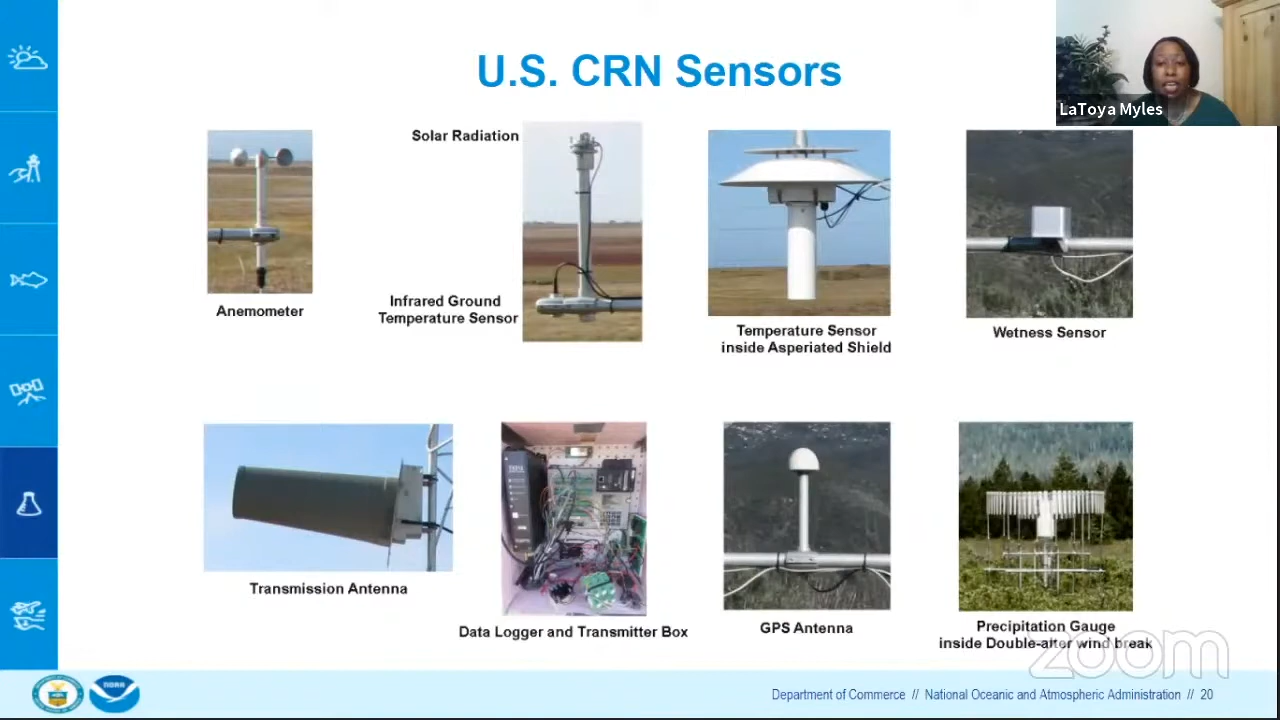 U.S. CRN Sensors
LaToya Myles
Solar Radiation
Infrared Ground
Temperature Sensor
Anemometer
Temperature Sensor
inside Asperiated Shield
Wetness Sensor
Transmission Antenna
Data Logger and Transmitter Box
GPS Antenna
Precipitation Gauge
inside Double-alter wind break
zoom
NOAA
Department of Commerce // National Oceanic and Atmospheric Administration // 20